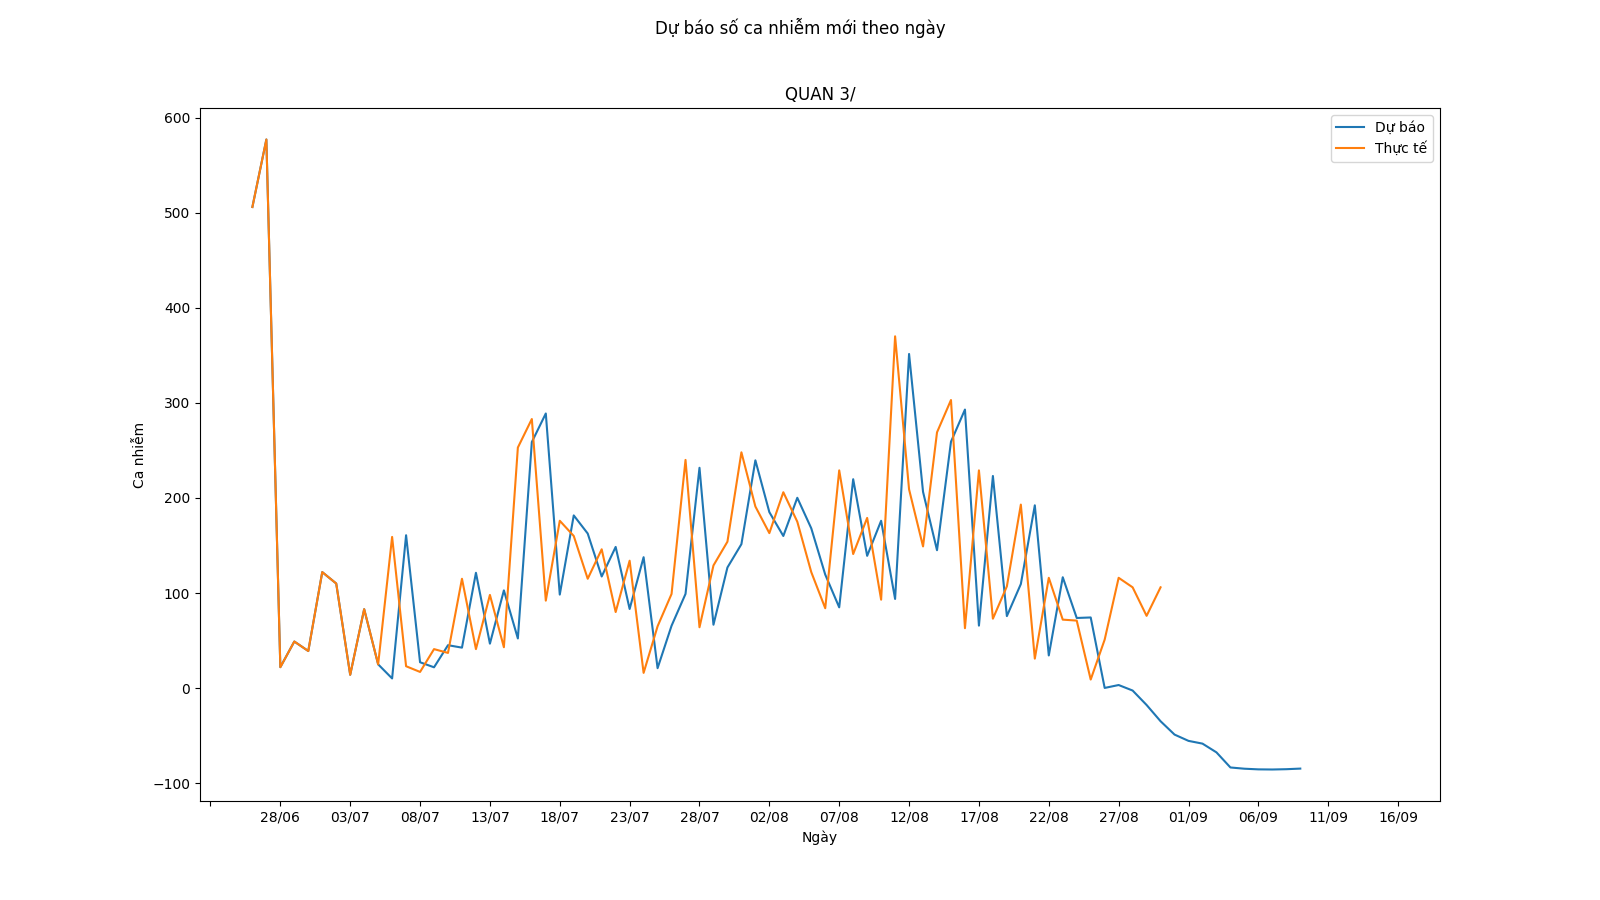 Dự báo số ca nhiễm mới theo ngày
QUAN 3/
Dự báo
Thực tế
600
500
400
300
200
100
0
−100
Ca nhiễm
28/06 03/07 08/07 13/07 18/07 23/07 28/07 02/08 07/08 12/08 17/08 22/08 27/08 01/09 06/09 11/09 16/09
Ngày